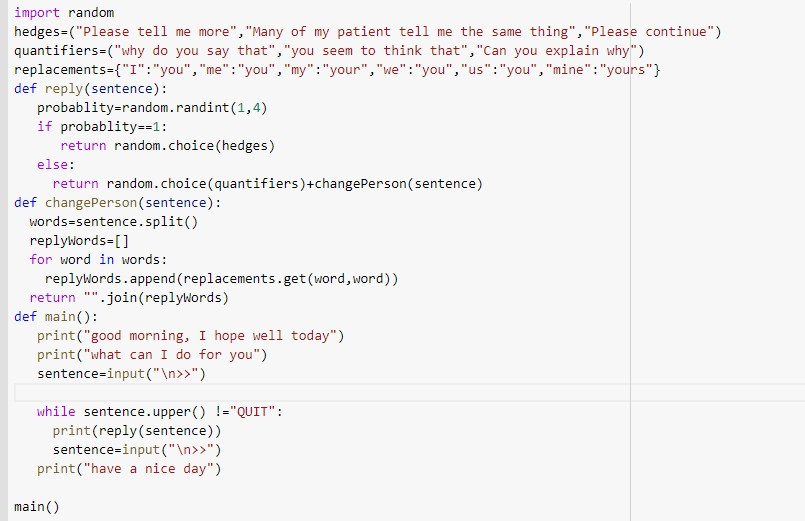 import random
hedges=("Please tell me more","Many of my patient tell me the same thing","Please continue")
quantifiers=("why do you say that","you seem to think that","Can you explain why")
replacements={"I":"you","me":"you","my":"your","we":"you","us":"you","mine":"yours"}
def reply(sentence):
   probablity=random.randint(1,4)
   if probablity==1:
      return random.choice(hedges)
   else:
     return random.choice(quantifiers)+changePerson(sentence)
def changePerson(sentence):
  words=sentence.split()
  replyWords=[]
  for word in words:
    replyWords.append(replacements.get(word,word))
  return "".join(replyWords)
def main():
   print("good morning, I hope well today")
   print("what can I do for you")
   sentence=input("\n>>")
   while sentence.upper() !="QUIT":
     print(reply(sentence))
     sentence=input("\n>>")
   print("have a nice day")
main()